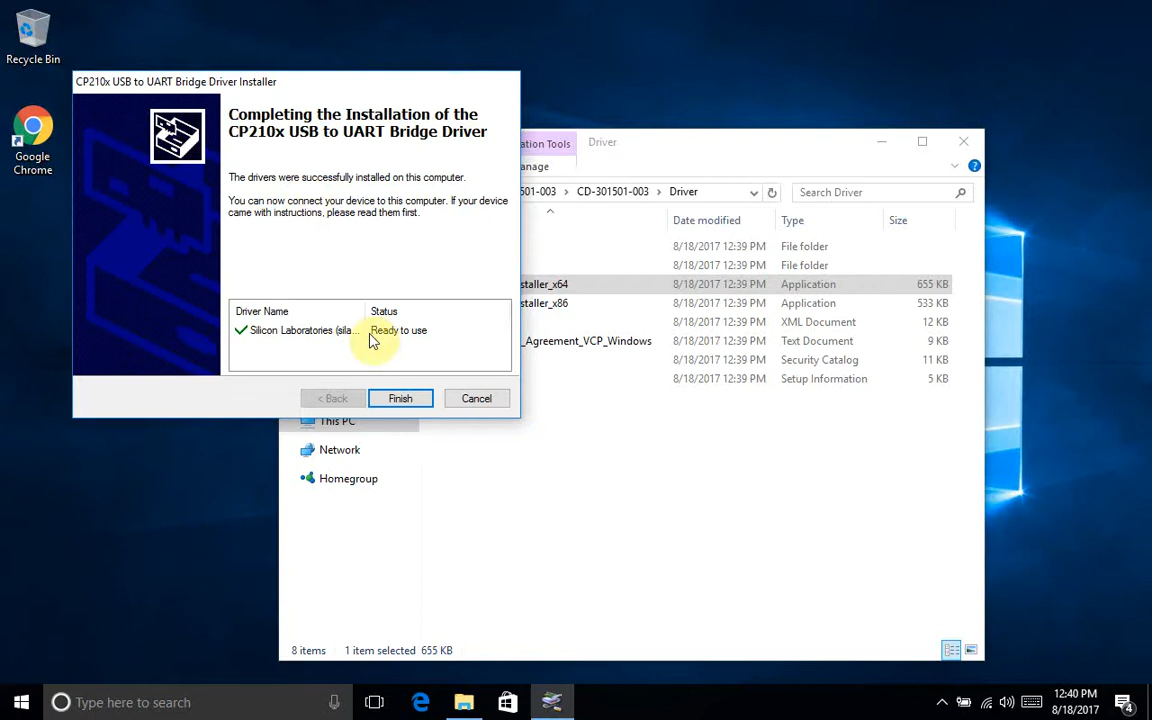 Recycle Bin
Google
Chrome
CP210x USB to UART Bridge Driver Installer
Completing the Installation of the
CP210x USB to UART Bridge Driver
The drivers were successfully installed on this computer.
You can now connect your device to this computer. If your device
came with instructions, please read them first.
Driver Name Status
Silicon Laboratories (sila... Ready to use
< Back Finish Cancel
ation Tools Driver
anage
501-003 > CD-301501-003 > Driver Search Driver
Date modified Type Size
8/18/2017 12:39 PM File folder
8/18/2017 12:39 PM File folder
staller_x64 8/18/2017 12:39 PM Application 655 KB
staller_x86 8/18/2017 12:39 PM Application 533 KB
8/18/2017 12:39 PM XML Document 12 KB
_Agreement_VCP_Windows 8/18/2017 12:39 PM Text Document 9 KB
8/18/2017 12:39 PM Security Catalog 11 KB
8/18/2017 12:39 PM Setup Information 5 KB
This PC
Network
Homegroup
8 items 1 item selected 655 KB
Type here to search
12:40 PM
8/18/2017
4